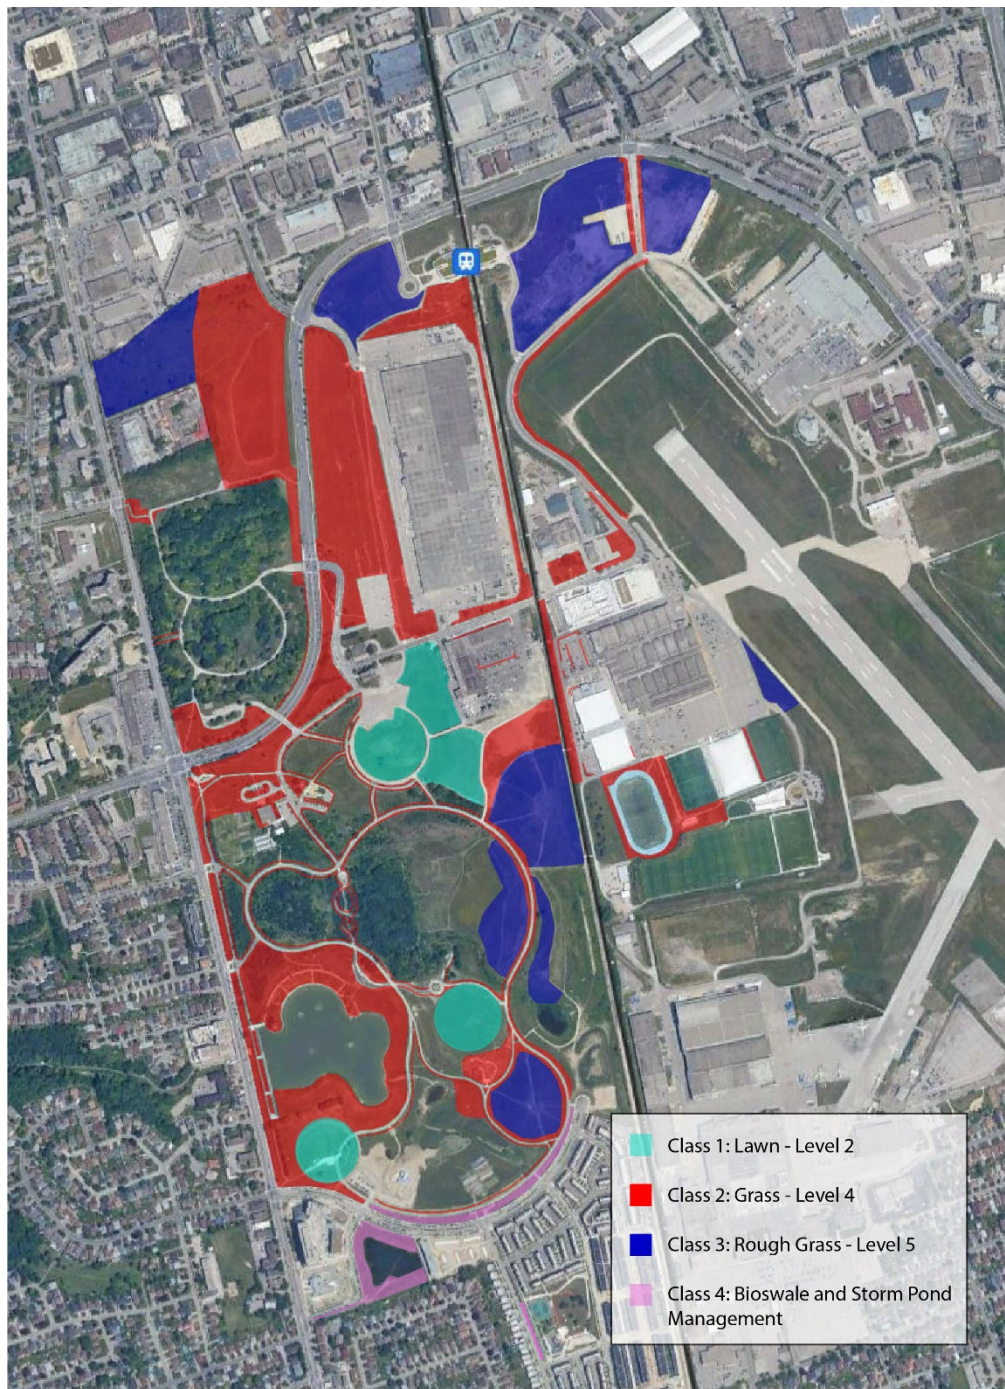 Class 1: Lawn - Level 2
Class 2: Grass - Level 4
Class 3: Rough Grass - Level 5
Class 4: Bioswale and Storm Pond
Management